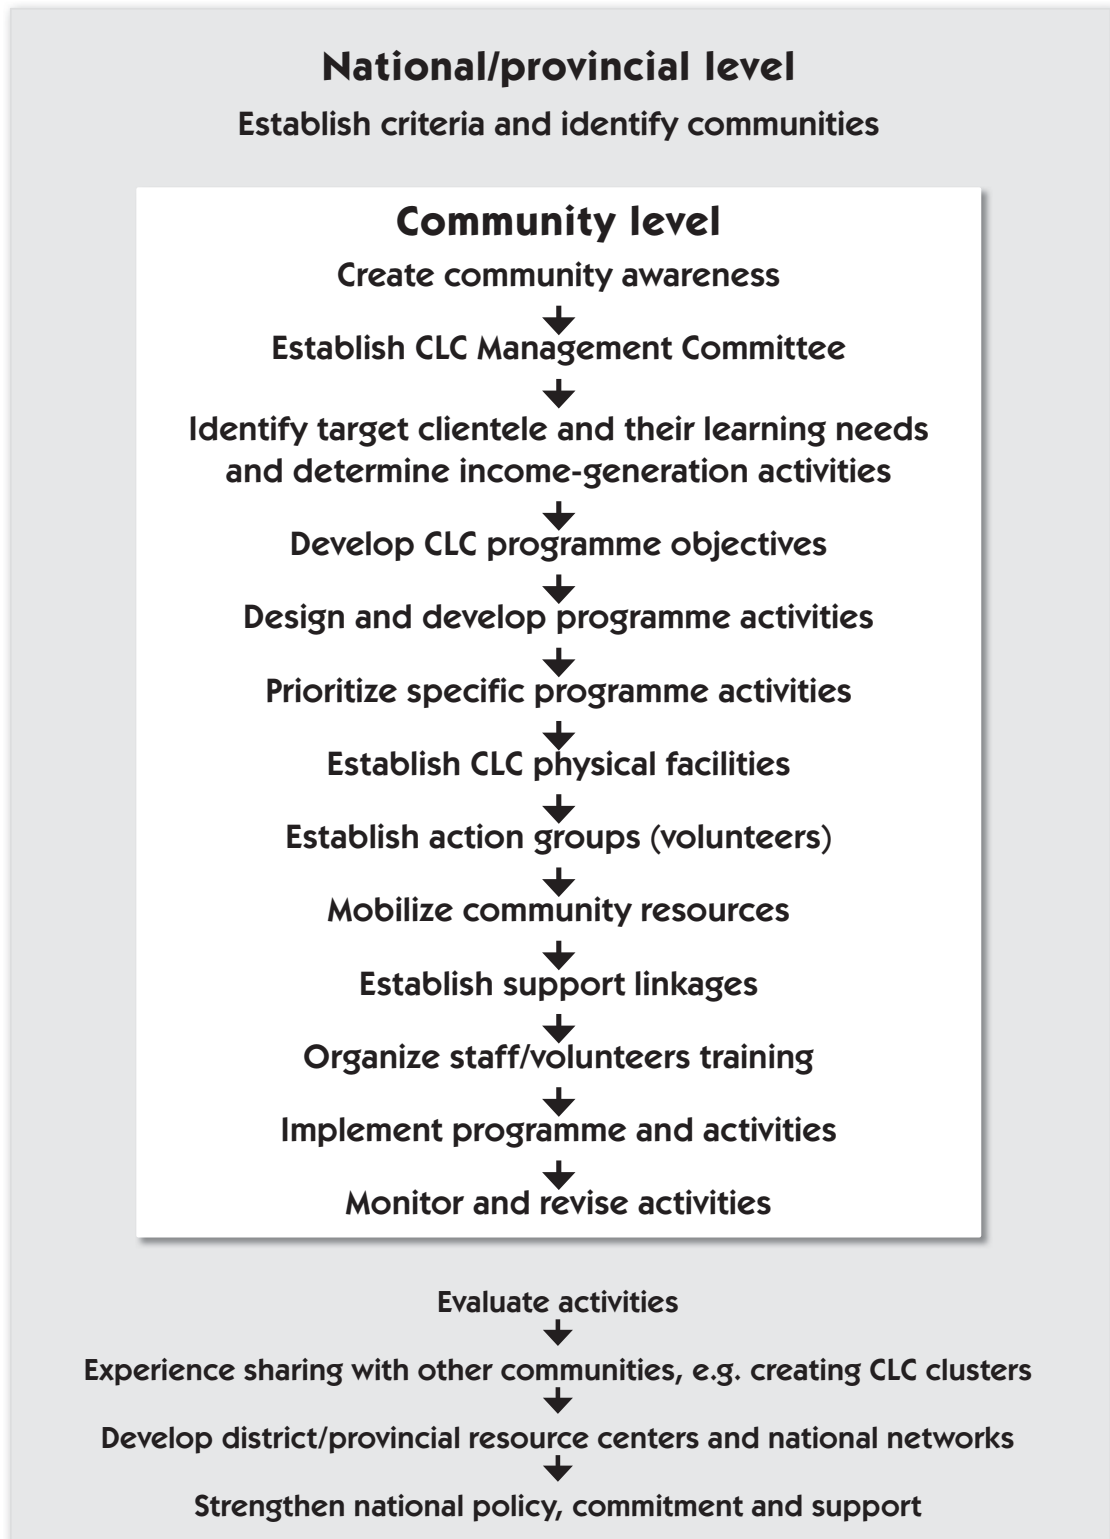 National/provincial level
Establish criteria and identify communities
Community level
Create community awareness
Establish CLC Management Committee
Identify target clientele and their learning needs
and determine income-generation activities
Develop CLC programme objectives
Design and develop programme activities
Prioritize specific programme activities
Establish CLC physical facilities
Establish action groups (volunteers)
Mobilize community resources
Establish support linkages
Organize staff/volunteers training
Implement programme and activities
Monitor and revise activities
Evaluate activities
Experience sharing with other communities, e.g. creating CLC clusters
Develop district/provincial resource centers and national networks
Strengthen national policy, commitment and support